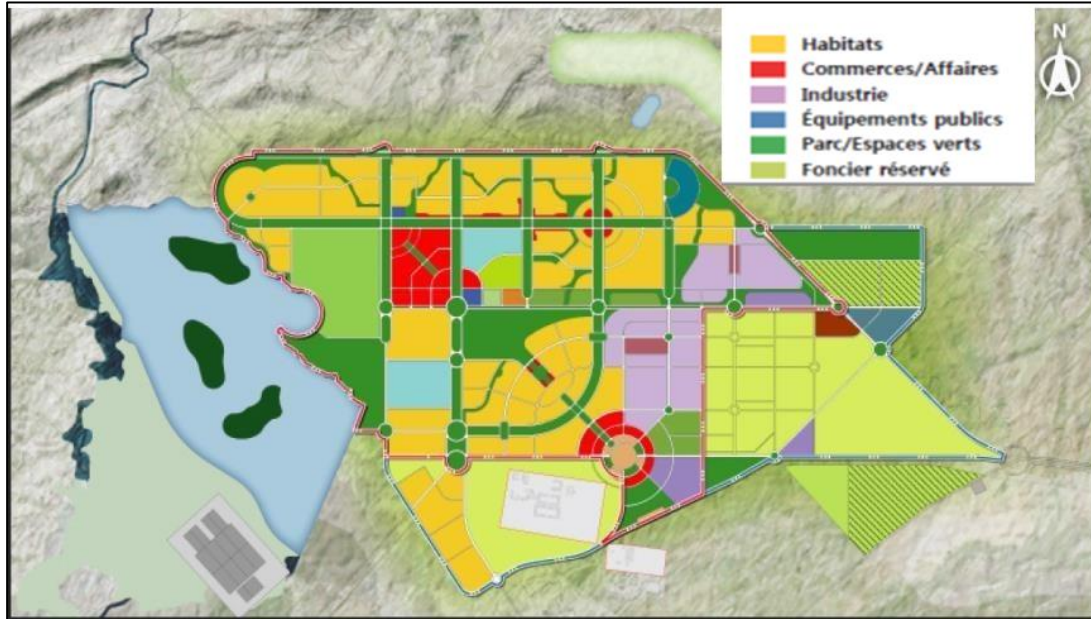 Habitats
Commerces/Affaires
Industrie
Équipements publics
Parc/Espaces verts
Foncier réservé
N